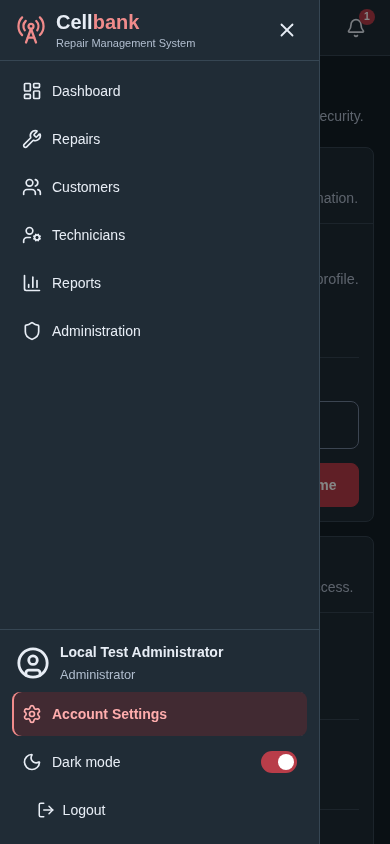 Cellbank
Repair Management System
1
Dashboard
ecurity.
Repairs
Customers
nation.
Technicians
Reports
profile.
Administration
me
cess.
Local Test Administrator
Administrator
Account Settings
Dark mode
Logout